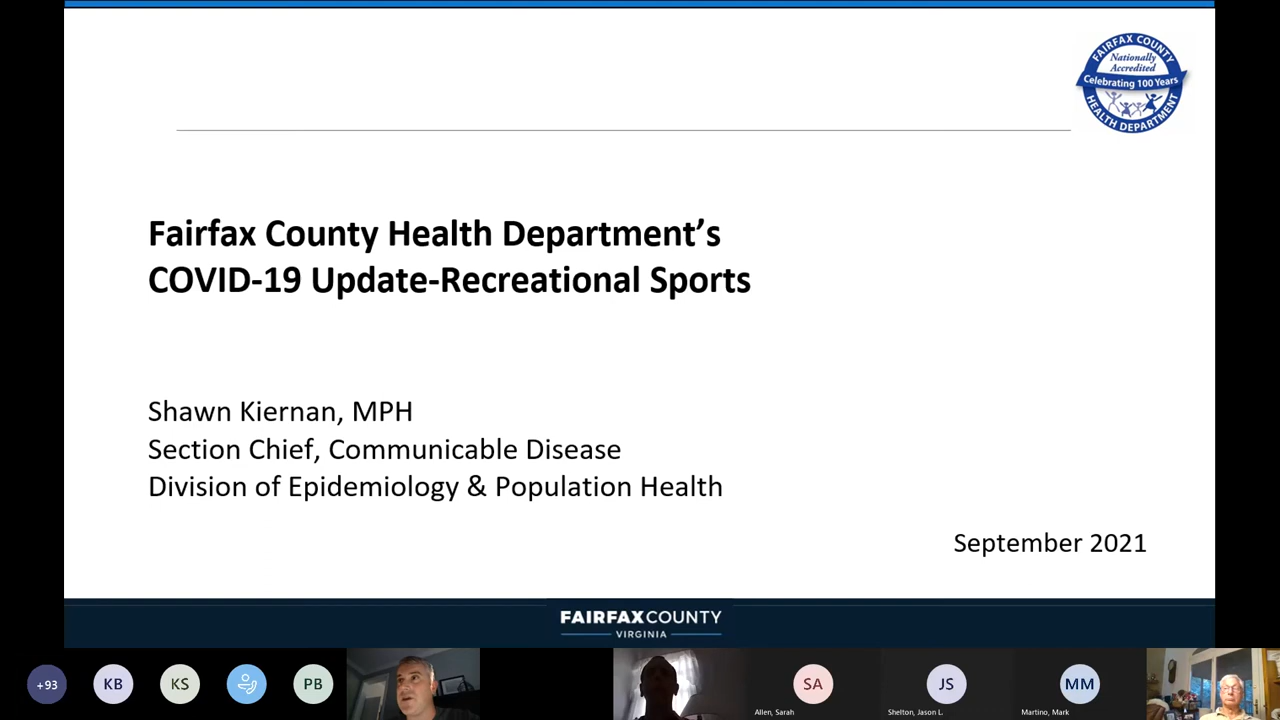 FAIRFAX COUNTY
Nationally
Accredited
Celebrating 100 Years
HEALTH DEPARTMENT
Fairfax County Health Department’s
COVID-19 Update-Recreational Sports
Shawn Kiernan, MPH
Section Chief, Communicable Disease
Division of Epidemiology & Population Health
September 2021
FAIRFAX COUNTY
VIRGINIA
+93
KB
KS
PB
SA
JS
MM
Allen, Sarah
Shelton, Jason L.
Martino, Mark